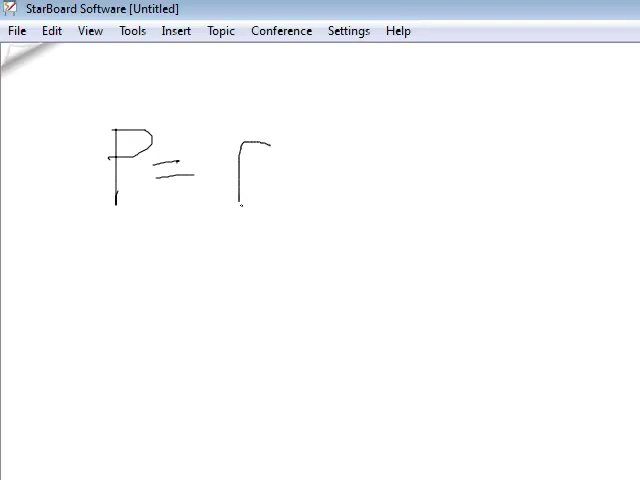 StarBoard Software [Untitled]
File Edit View Tools Insert Topic Conference Settings Help
P= r